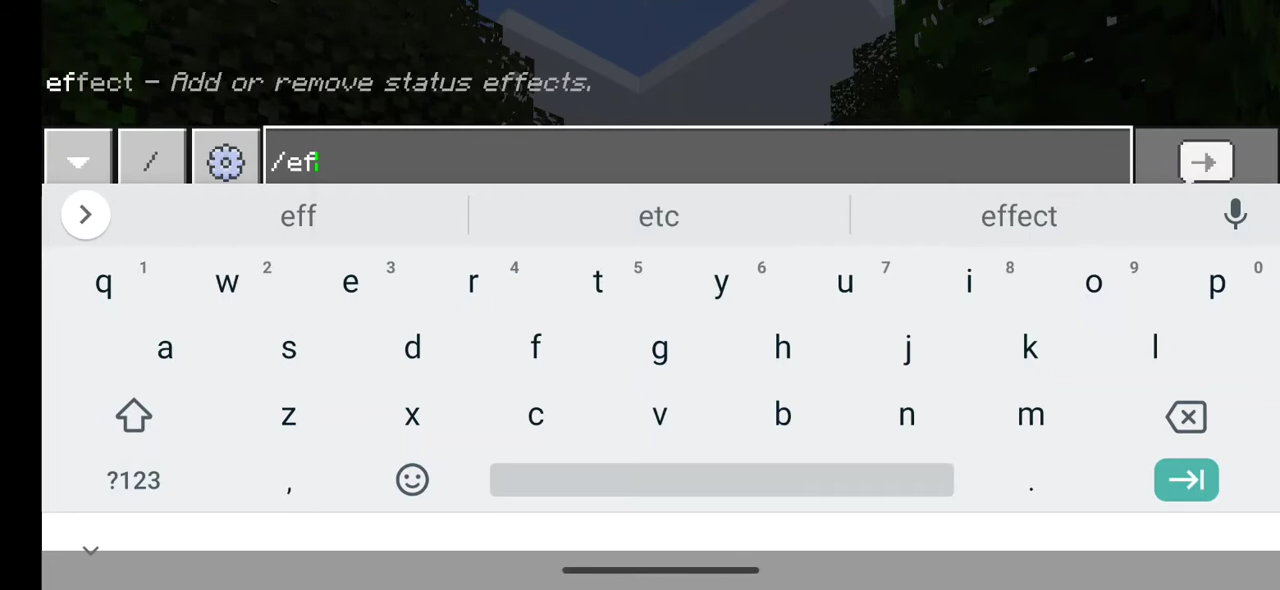 effect – Add or remove status effects.
/ /ef
eff etc effect
q 1 w 2 e 3 r 4 t 5 y 6 u 7 i 8 o 9 p 0
a s d f g h j k l
z x c v b n m
?123 , .